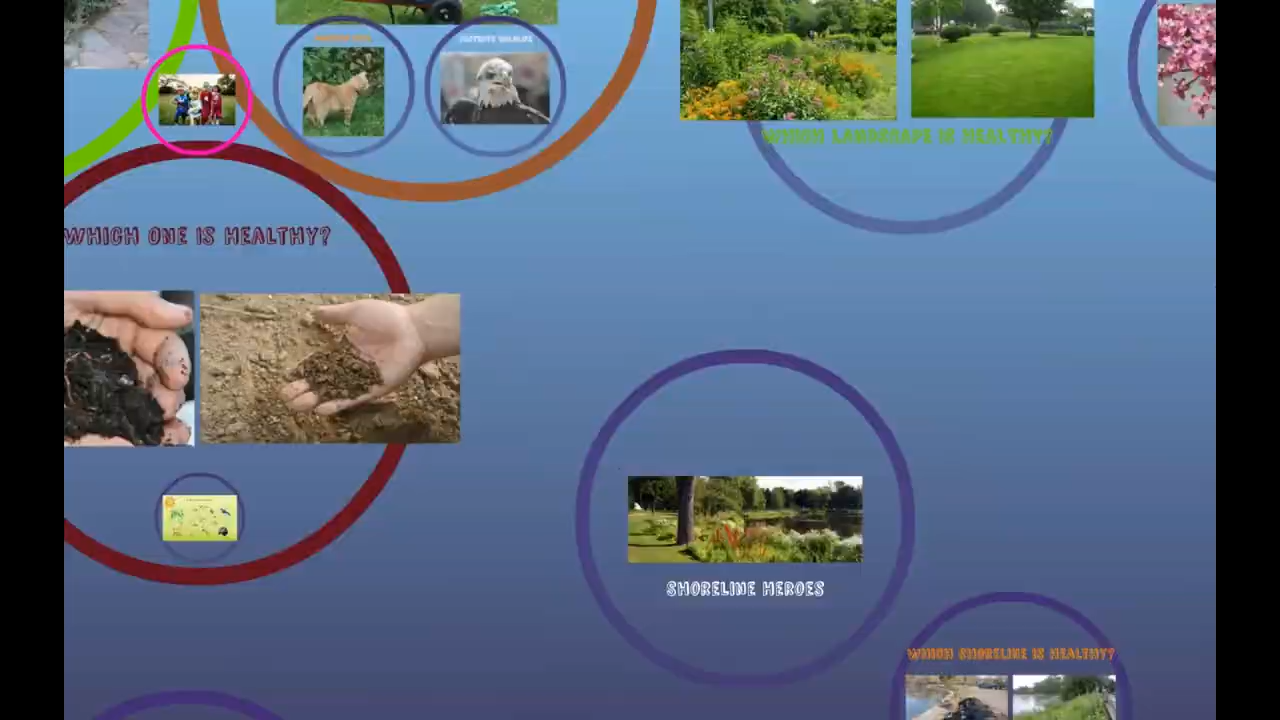 WHICH LANDSCAPE IS HEALTHY?
WHICH ONE IS HEALTHY?
SHORELINE HEROES
WHICH SHORELINE IS HEALTHY?